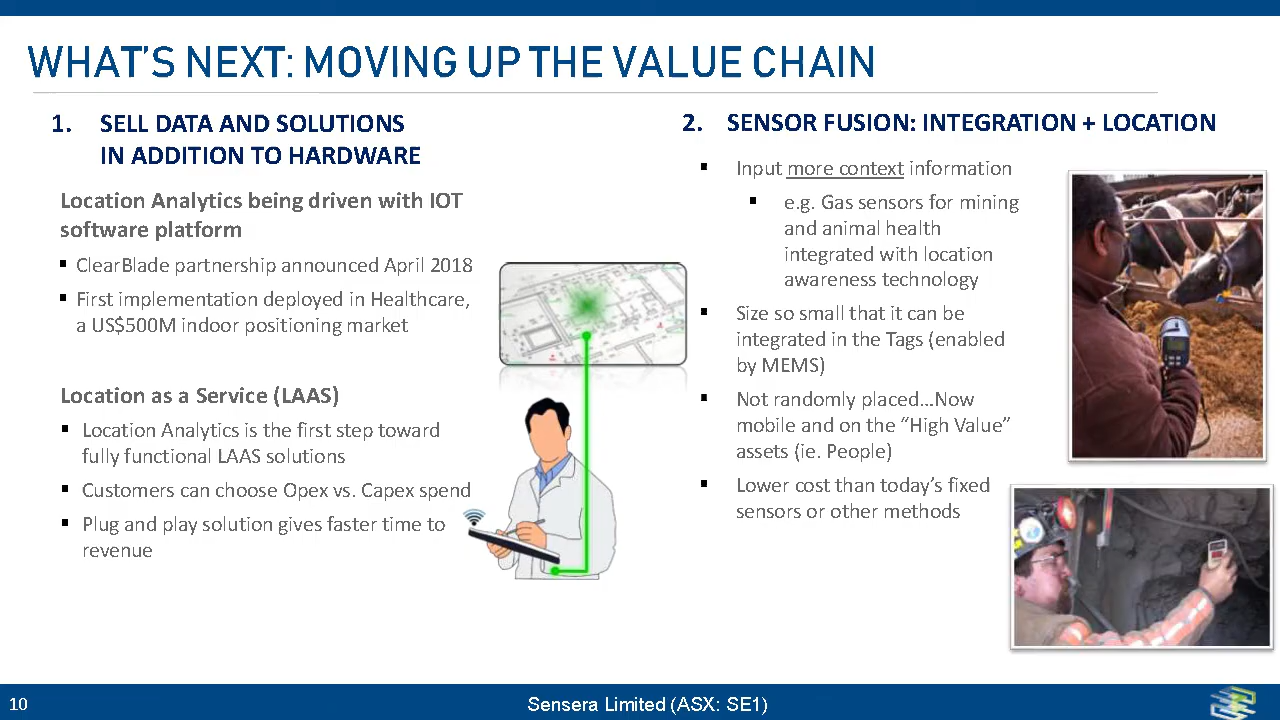 WHAT'S NEXT: MOVING UP THE VALUE CHAIN
1. SELL DATA AND SOLUTIONS
IN ADDITION TO HARDWARE
Location Analytics being driven with IOT
software platform
▪ ClearBlade partnership announced April 2018
▪ First implementation deployed in Healthcare,
a US$500M indoor positioning market
Location as a Service (LAAS)
▪ Location Analytics is the first step toward
fully functional LAAS solutions
▪ Customers can choose Opex vs. Capex spend
▪ Plug and play solution gives faster time to
revenue
2. SENSOR FUSION: INTEGRATION + LOCATION
▪ Input more context information
▪ e.g. Gas sensors for mining
and animal health
integrated with location
awareness technology
▪ Size so small that it can be
integrated in the Tags (enabled
by MEMS)
▪ Not randomly placed…Now
mobile and on the “High Value”
assets (ie. People)
▪ Lower cost than today’s fixed
sensors or other methods
10
Sensera Limited (ASX: SE1)